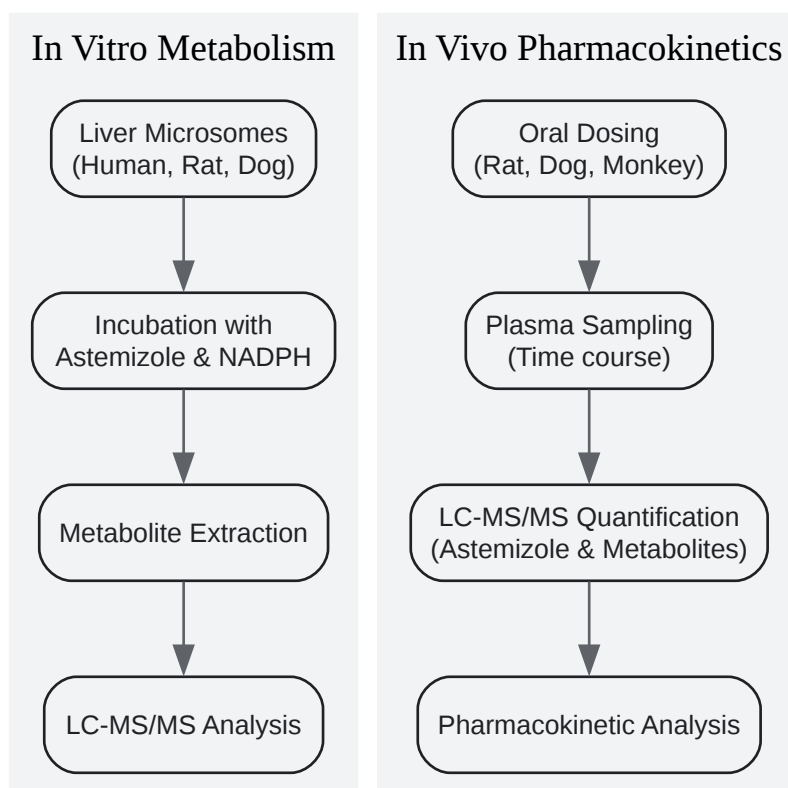 In Vitro Metabolism
Liver Microsomes
(Human, Rat, Dog)
Incubation with
Astemizole & NADPH
Metabolite Extraction
LC-MS/MS Analysis
In Vivo Pharmacokinetics
Oral Dosing
(Rat, Dog, Monkey)
Plasma Sampling
(Time course)
LC-MS/MS Quantification
(Astemizole & Metabolites)
Pharmacokinetic Analysis